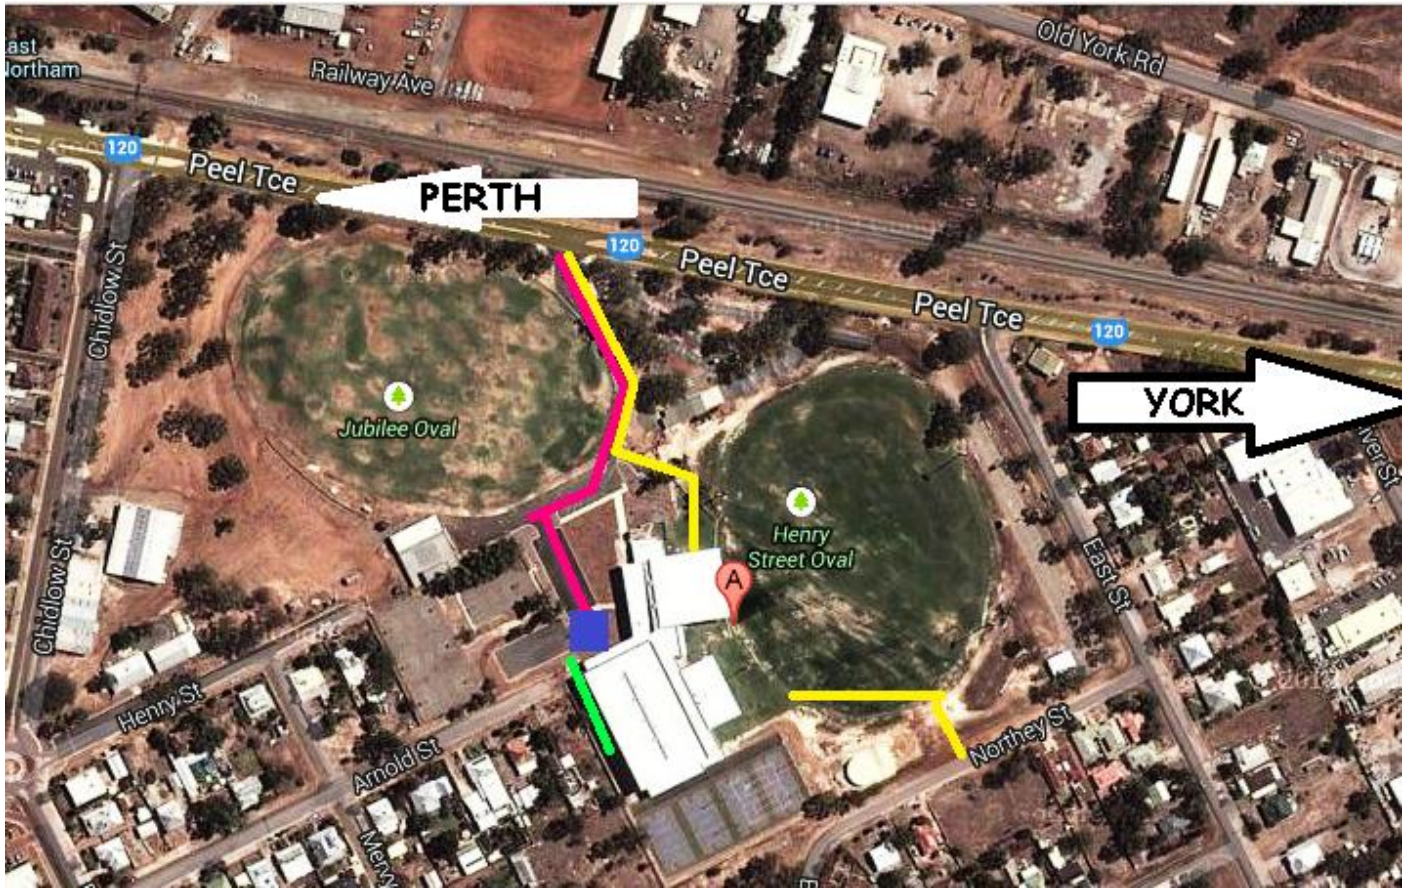 Old York Rd
East
Northam
Railway Ave
120
Peel Tce
PERTH
120
Peel Tce
Peel Tce
120
Chidlow St
YORK
Jubilee Oval
Henry
Street Oval
A
East St
Chidlow St
Henry St
Arnold St
Northey St